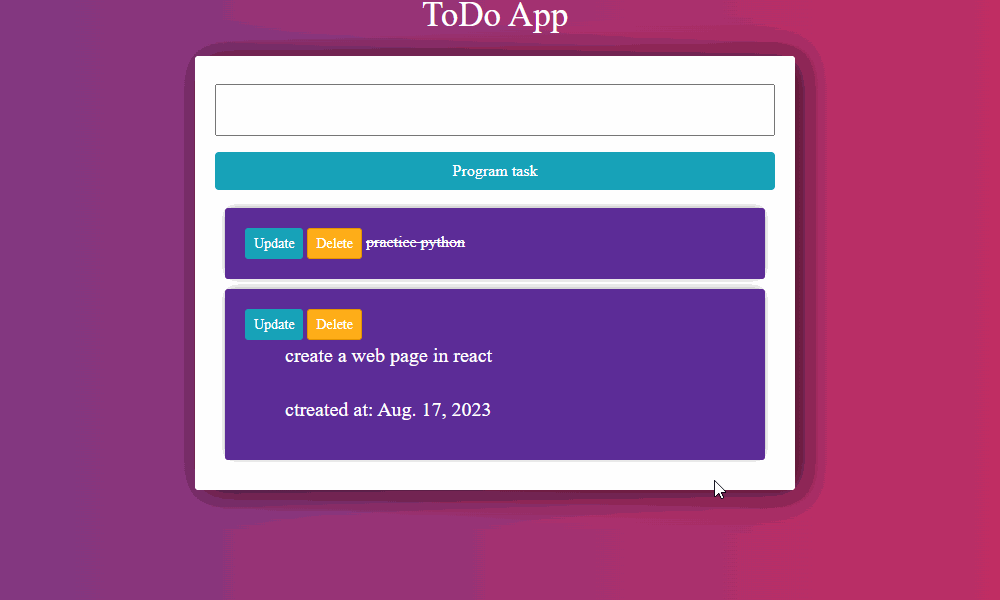 ToDo App
Program task
Update Delete practice python
Update Delete
create a web page in react
ctreated at: Aug. 17, 2023